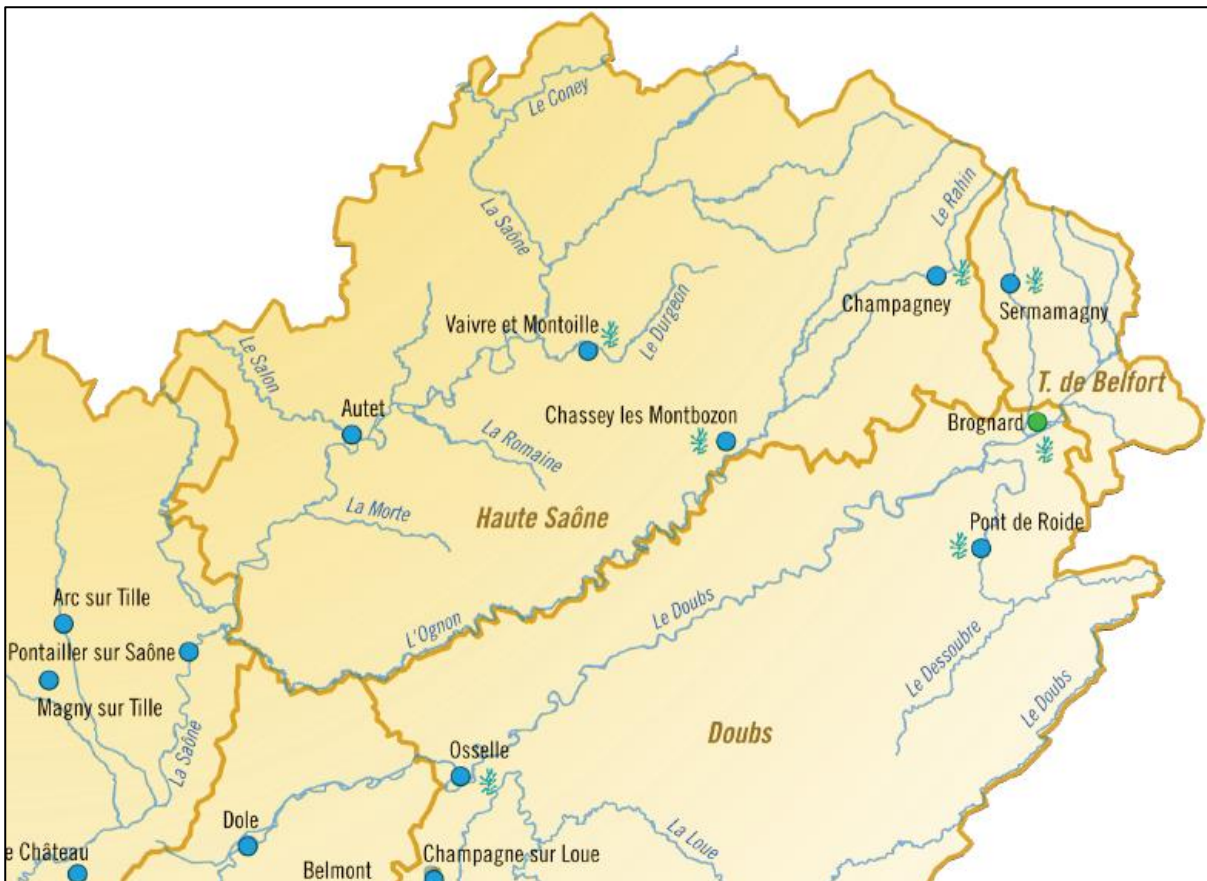 Le Coney
La Saône
Le Rahin
Champagney
Sermamagny
Vaivre et Montoille
Le Durgeon
Le Salon
T. de Belfort
Autet
Chassey les Montbozon
Brognard
La Romaine
La Morte
Haute Saône
Pont de Roide
Arc sur Tille
Le Doubs
L'Ognon
Pontailler sur Saône
Le Dessoubre
Magny sur Tille
Le Doubs
La Saône
Doubs
Osselle
Dole
La Loue
e Château
Belmont
Champagne sur Loue